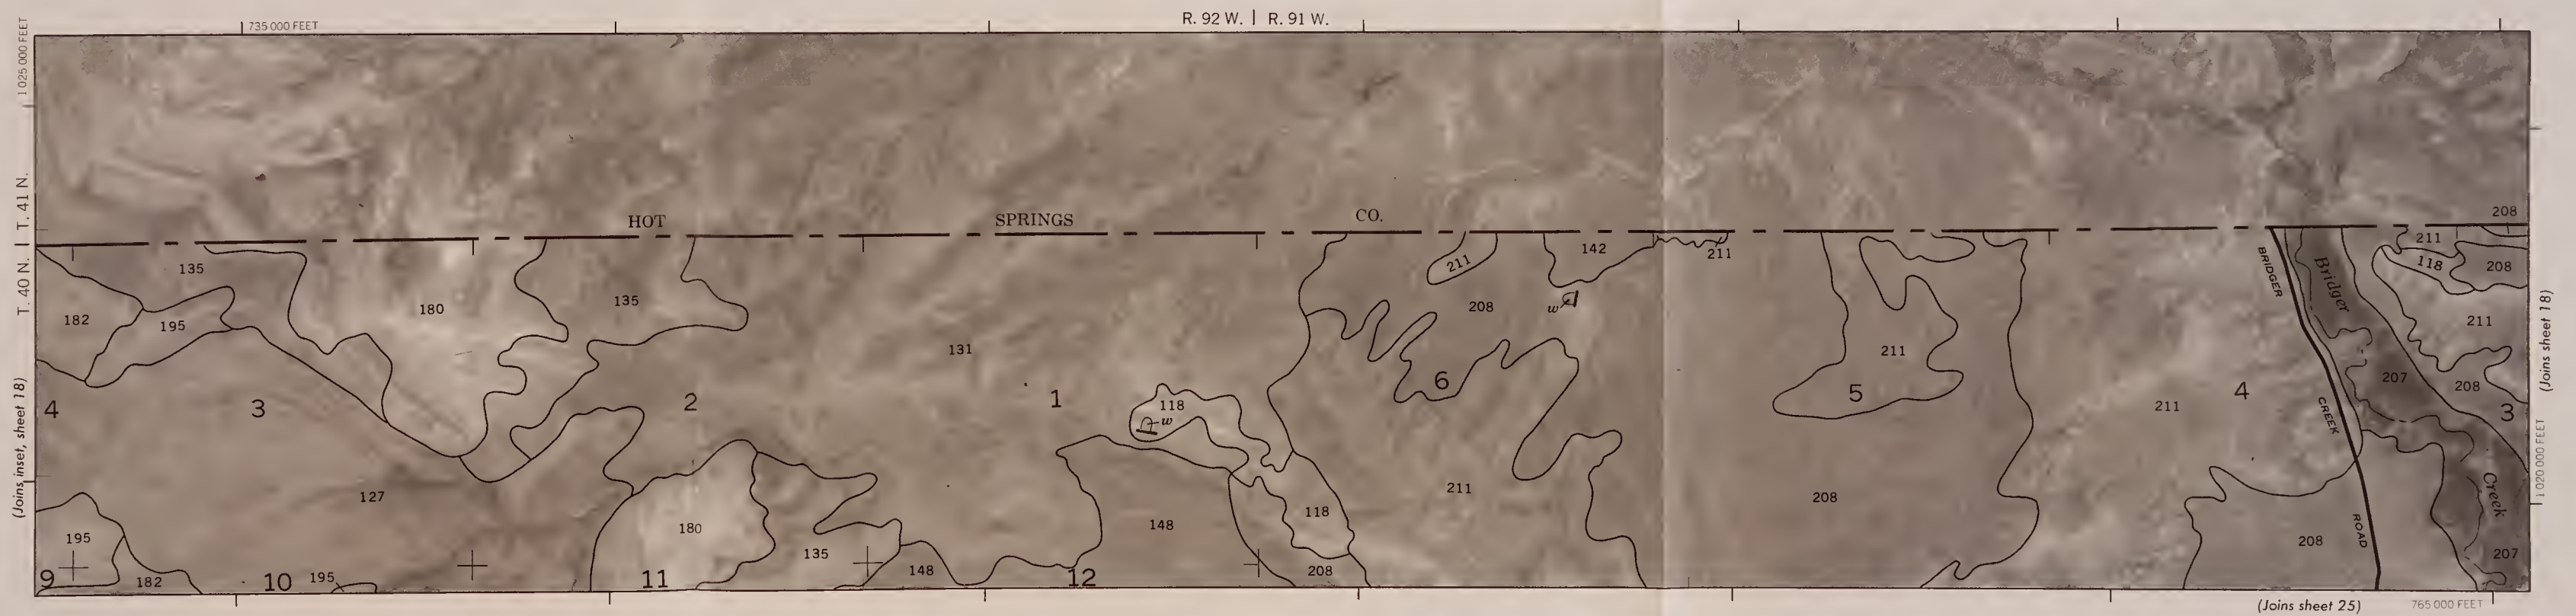 R. 92 W. | R. 91 W.
735 000 FEET
1 025 000 FEET
T. 40 N. | T. 41 N.
(Joins inset, sheet 18)
HOT SPRINGS CO.
208
135
142
211
211
118
208
211
182
195
180
135
208
w
BRIDGER
Bridger
211
131
211
4
3
2
1
118
w
6
5
211
4
207
208
3
CREEK
(Joins sheet 18)
1 020 000 FEET
127
211
208
Creek
195
180
135
148
118
208
ROAD
207
9
182
10
195
11
148
12
208
(Joins sheet 25)
765 000 FEET